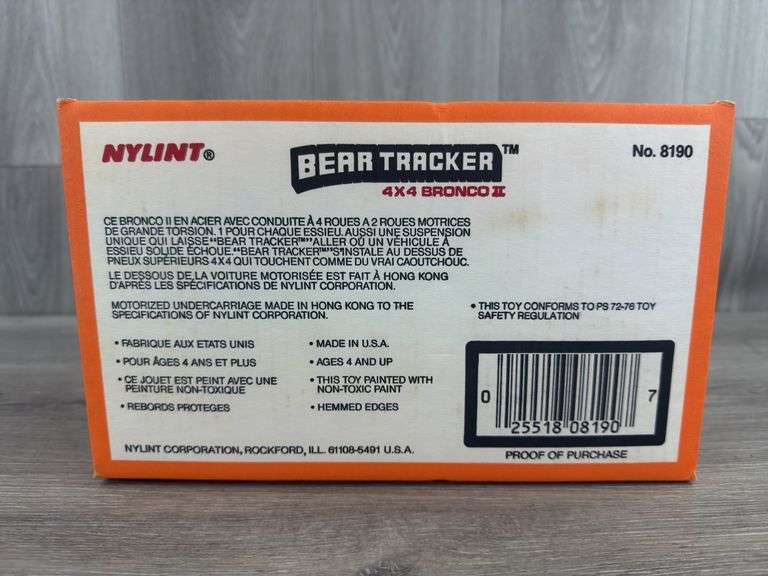 NYLINT®
BEAR TRACKER™
4X4 BRONCO II
No. 8190
CE BRONCO II EN ACIER AVEC CONDUITE À 4 ROUES A 2 ROUES MOTRICES
DE GRANDE TORSION. 1 POUR CHAQUE ESSIEU. AUSSI UNE SUSPENSION
UNIQUE QUI LAISSE "BEAR TRACKER™" ALLER OÙ UN VÉHICULE À
ESSIEU SOLIDE ÉCHOUE. "BEAR TRACKER™" S'INSTALE AU DESSUS DE
PNEUX SUPÉRIEURS 4X4 QUI TOUCHENT COMME DU VRAI CAOUTCHOUC.
LE DESSOUS DE LA VOITURE MOTORISÉE EST FAIT À HONG KONG
D'APRÈS LES SPÉCIFICATIONS DE NYLINT CORPORATION.
MOTORIZED UNDERCARRIAGE MADE IN HONG KONG TO THE
SPECIFICATIONS OF NYLINT CORPORATION.
• THIS TOY CONFORMS TO PS 72-76 TOY
SAFETY REGULATION
• FABRIQUE AUX ETATS UNIS
• POUR ÂGES 4 ANS ET PLUS
• CE JOUET EST PEINT AVEC UNE
PEINTURE NON-TOXIQUE
• REBORDS PROTEGES
• MADE IN U.S.A.
• AGES 4 AND UP
• THIS TOY PAINTED WITH
NON-TOXIC PAINT
• HEMMED EDGES
0 25518 08190 7
PROOF OF PURCHASE
NYLINT CORPORATION, ROCKFORD, ILL. 61108-5491 U.S.A.